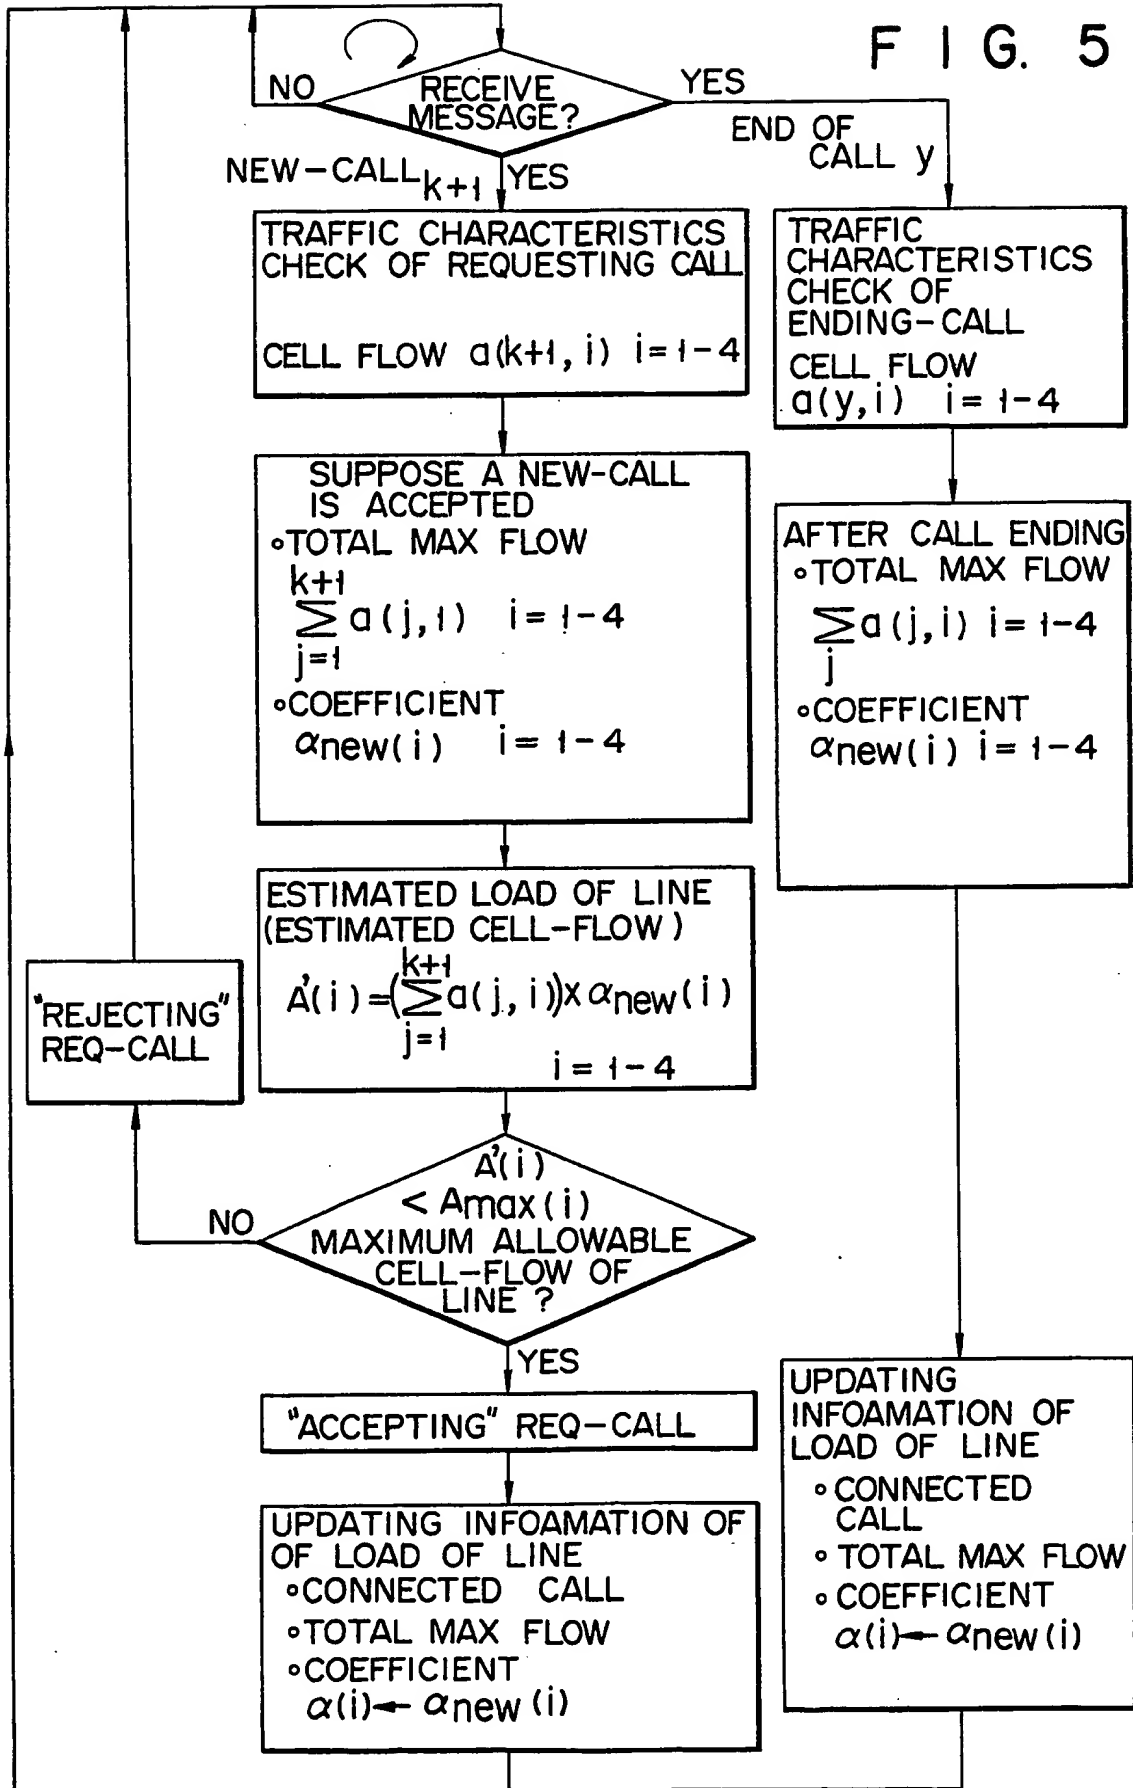 FIG. 5
RECEIVE
MESSAGE?
NO
YES
END OF
CALL y
NEW-CALL k+1
YES
TRAFFIC CHARACTERISTICS
CHECK OF REQUESTING CALL
CELL FLOW a(k+1, i) i = 1-4
TRAFFIC
CHARACTERISTICS
CHECK OF
ENDING-CALL
CELL FLOW
a(y, i) i = 1-4
SUPPOSE A NEW-CALL
IS ACCEPTED
∘TOTAL MAX FLOW
k+1
∑ a(j, 1) i = 1-4
j=1
∘COEFFICIENT
αnew(i) i = 1-4
AFTER CALL ENDING
∘TOTAL MAX FLOW
∑ a(j, i) i = 1-4
j
∘COEFFICIENT
αnew(i) i = 1-4
ESTIMATED LOAD OF LINE
(ESTIMATED CELL-FLOW)
k+1
A'(i)=(∑ a(j, i))x αnew(i)
j=1
i = 1-4
"REJECTING"
REQ-CALL
A'(i)
< Amax(i)
MAXIMUM ALLOWABLE
CELL-FLOW OF
LINE ?
NO
YES
"ACCEPTING" REQ-CALL
UPDATING INFOAMATION OF
OF LOAD OF LINE
∘CONNECTED CALL
∘TOTAL MAX FLOW
∘COEFFICIENT
α(i)← αnew(i)
UPDATING
INFOAMATION OF
LOAD OF LINE
∘CONNECTED
CALL
∘TOTAL MAX FLOW
∘COEFFICIENT
α(i)← αnew(i)